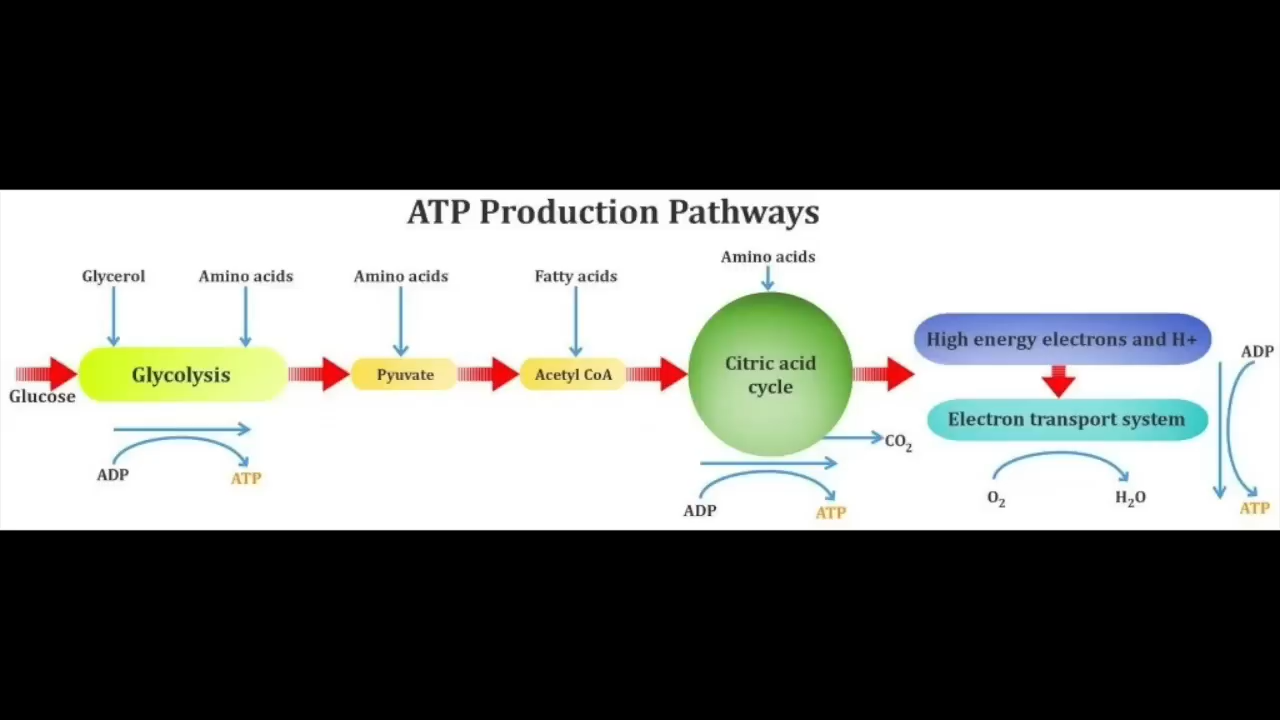 ATP Production Pathways
Glycerol
Amino acids
Amino acids
Fatty acids
Amino acids
Glucose
Glycolysis
Pyuvate
Acetyl CoA
Citric acid
cycle
High energy electrons and H+
Electron transport system
ADP
ATP
ADP
ATP
CO2
O2
H2O
ADP
ATP